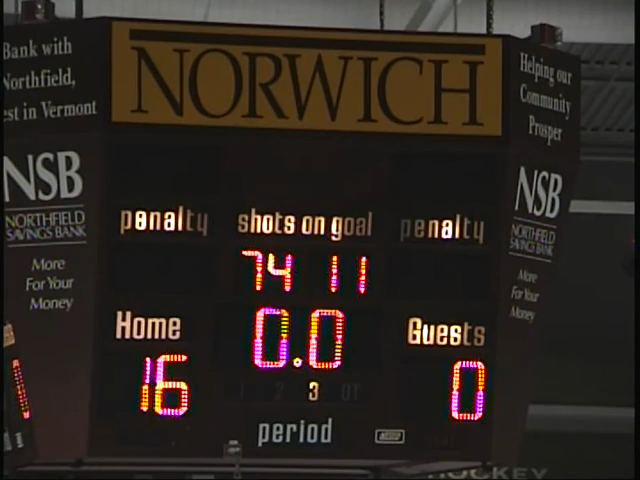 Bank with
Northfield,
est in Vermont
NORWICH
Helping our
Community
Prosper
NSB
NORTHFIELD
SAVINGS BANK
More
For Your
Money
NSB
NORTHFIELD
SAVINGS BANK
More
For Your
Money
penalty shots on goal penalty
74 11
Home 0.0 Guests
16 1 2 3 OT 0
period
HOCKEY